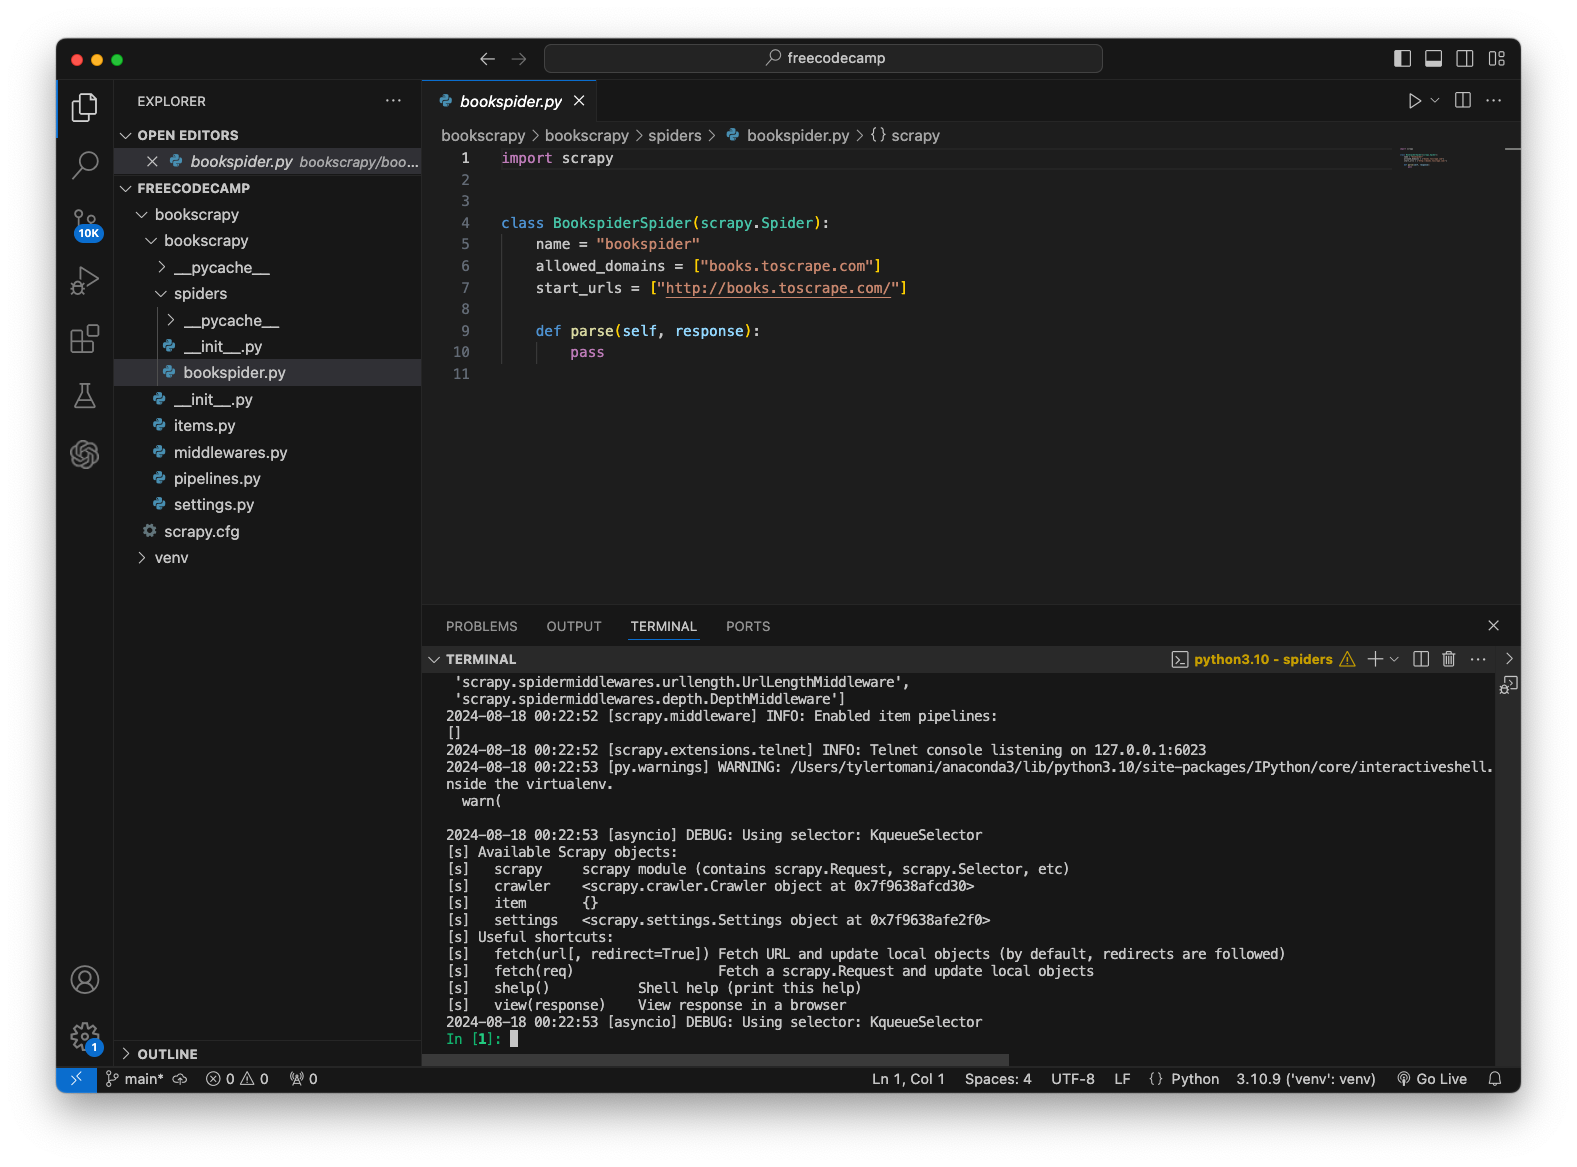 freecodecamp
EXPLORER
OPEN EDITORS
bookspider.py bookscrapy/boo...
FREECODECAMP
bookscrapy
bookscrapy
__pycache__
spiders
__pycache__
__init__.py
bookspider.py
__init__.py
items.py
middlewares.py
pipelines.py
settings.py
scrapy.cfg
venv
OUTLINE
10K
1
bookspider.py
bookscrapy > bookscrapy > spiders > bookspider.py > {} scrapy
1 import scrapy
2
3
4 class BookspiderSpider(scrapy.Spider):
5 name = "bookspider"
6 allowed_domains = ["books.toscrape.com"]
7 start_urls = ["http://books.toscrape.com/"]
8
9 def parse(self, response):
10 pass
11
PROBLEMS OUTPUT TERMINAL PORTS
TERMINAL python3.10 - spiders
'scrapy.spidermiddlewares.urllength.UrlLengthMiddleware',
'scrapy.spidermiddlewares.depth.DepthMiddleware']
2024-08-18 00:22:52 [scrapy.middleware] INFO: Enabled item pipelines:
[]
2024-08-18 00:22:52 [scrapy.extensions.telnet] INFO: Telnet console listening on 127.0.0.1:6023
2024-08-18 00:22:53 [py.warnings] WARNING: /Users/tylertomani/anaconda3/lib/python3.10/site-packages/IPython/core/interactiveshell.
nside the virtualenv.
warn(
2024-08-18 00:22:53 [asyncio] DEBUG: Using selector: KqueueSelector
[s] Available Scrapy objects:
[s] scrapy scrapy module (contains scrapy.Request, scrapy.Selector, etc)
[s] crawler <scrapy.crawler.Crawler object at 0x7f9638afcd30>
[s] item {}
[s] settings <scrapy.settings.Settings object at 0x7f9638afe2f0>
[s] Useful shortcuts:
[s] fetch(url[, redirect=True]) Fetch URL and update local objects (by default, redirects are followed)
[s] fetch(req) Fetch a scrapy.Request and update local objects
[s] shelp() Shell help (print this help)
[s] view(response) View response in a browser
2024-08-18 00:22:53 [asyncio] DEBUG: Using selector: KqueueSelector
In [1]:
main* 0 0 0 Ln 1, Col 1 Spaces: 4 UTF-8 LF {} Python 3.10.9 ('venv': venv) Go Live